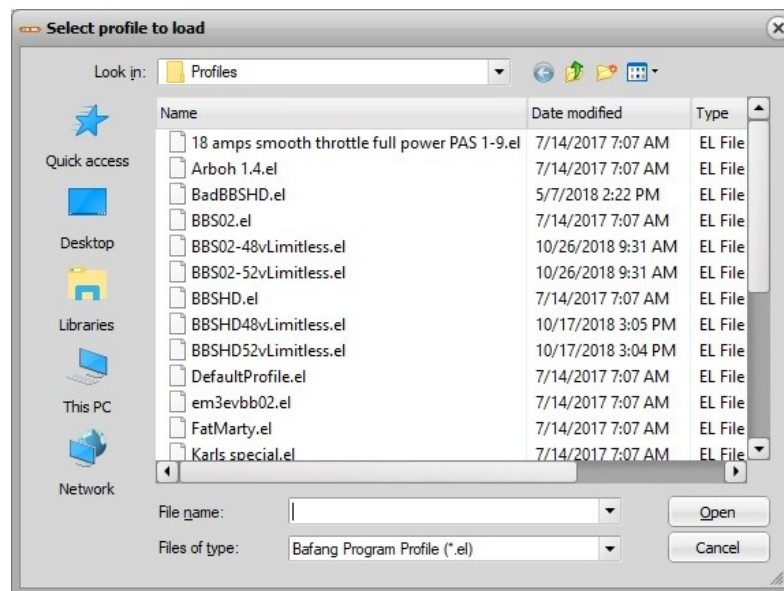 Select profile to load
Look in: Profiles
Name Date modified Type
18 amps smooth throttle full power PAS 1-9.el 7/14/2017 7:07 AM EL File
Arboh 1.4.el 7/14/2017 7:07 AM EL File
BadBBSHD.el 5/7/2018 2:22 PM EL File
BBS02.el 7/14/2017 7:07 AM EL File
BBS02-48vLimitless.el 10/26/2018 9:31 AM EL File
BBS02-52vLimitless.el 10/26/2018 9:31 AM EL File
BBSHD.el 7/14/2017 7:07 AM EL File
BBSHD48vLimitless.el 10/17/2018 3:05 PM EL File
BBSHD52vLimitless.el 10/17/2018 3:04 PM EL File
DefaultProfile.el 7/14/2017 7:07 AM EL File
em3evbb02.el 7/14/2017 7:07 AM EL File
FatMarty.el 7/14/2017 7:07 AM EL File
Karls special.el 7/14/2017 7:07 AM EL File
Quick access
Desktop
Libraries
This PC
Network
File name: Open
Files of type: Bafang Program Profile (*.el) Cancel